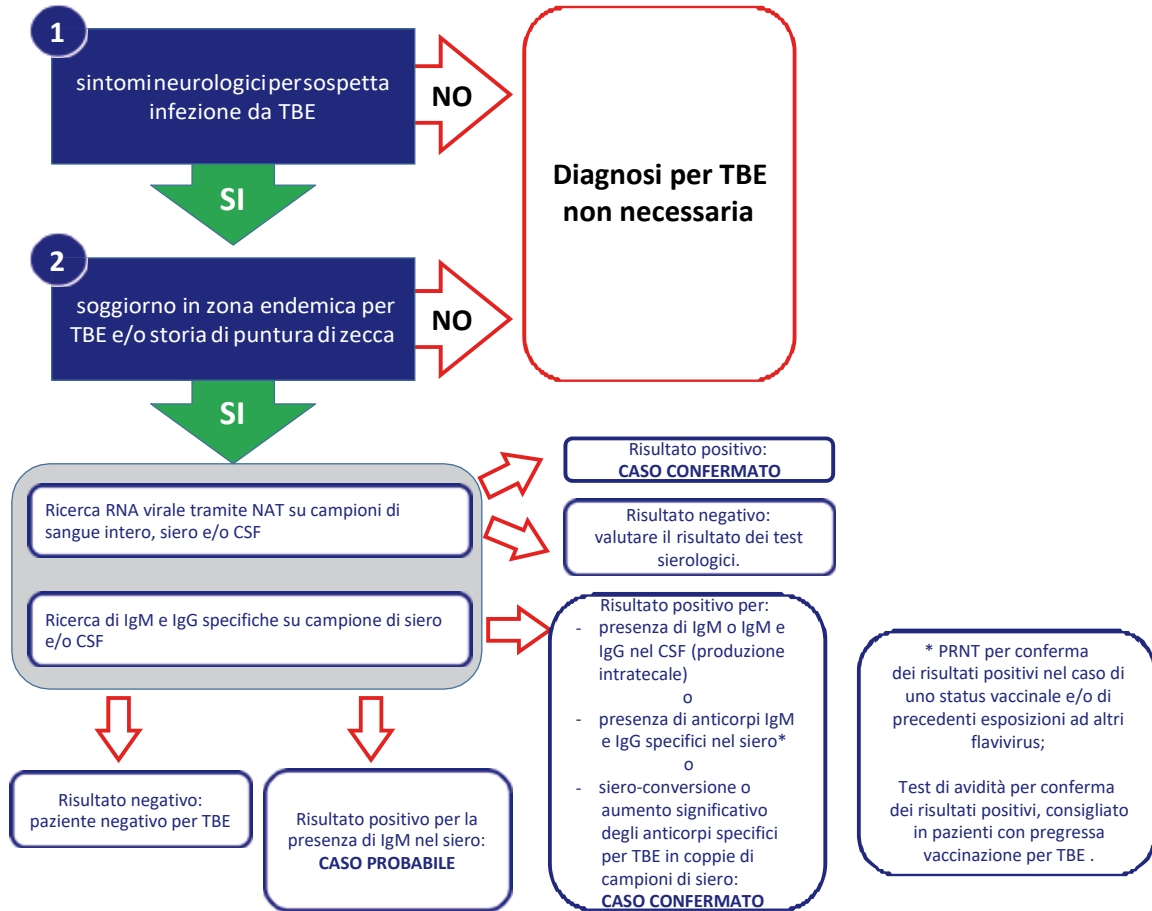 1
sintomi neurologici per sospetta
infezione da TBE
NO
SI
Diagnosi per TBE
non necessaria
2
soggiorno in zona endemica per
TBE e/o storia di puntura di zecca
NO
SI
Ricerca RNA virale tramite NAT su campioni di
sangue intero, siero e/o CSF
Ricerca di IgM e IgG specifiche su campione di siero
e/o CSF
Risultato positivo:
CASO CONFERMATO
Risultato negativo:
valutare il risultato dei test
sierologici.
Risultato positivo per:
- presenza di IgM o IgM e
IgG nel CSF (produzione
intratecale)
o
- presenza di anticorpi IgM
e IgG specifici nel siero*
o
- siero-conversione o
aumento significativo
degli anticorpi specifici
per TBE in coppie di
campioni di siero:
CASO CONFERMATO
* PRNT per conferma
dei risultati positivi nel caso di
uno status vaccinale e/o di
precedenti esposizioni ad altri
flavivirus;
Test di avidità per conferma
dei risultati positivi, consigliato
in pazienti con pregressa
vaccinazione per TBE .
Risultato negativo:
paziente negativo per TBE
Risultato positivo per la
presenza di IgM nel siero:
CASO PROBABILE